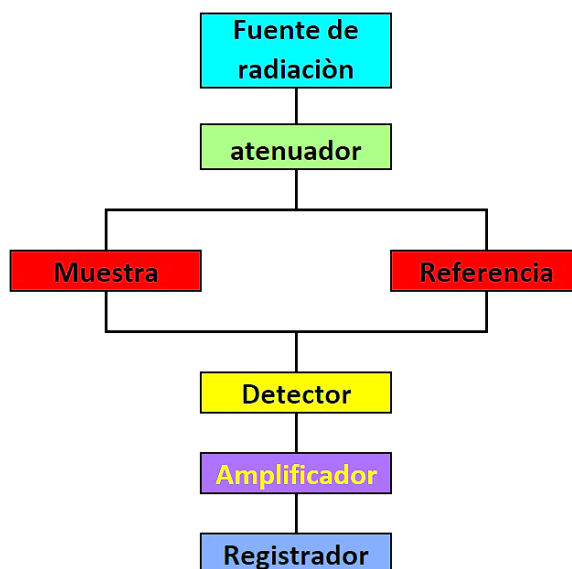 Fuente de
radiaciòn
atenuador
Muestra
Referencia
Detector
Amplificador
Registrador